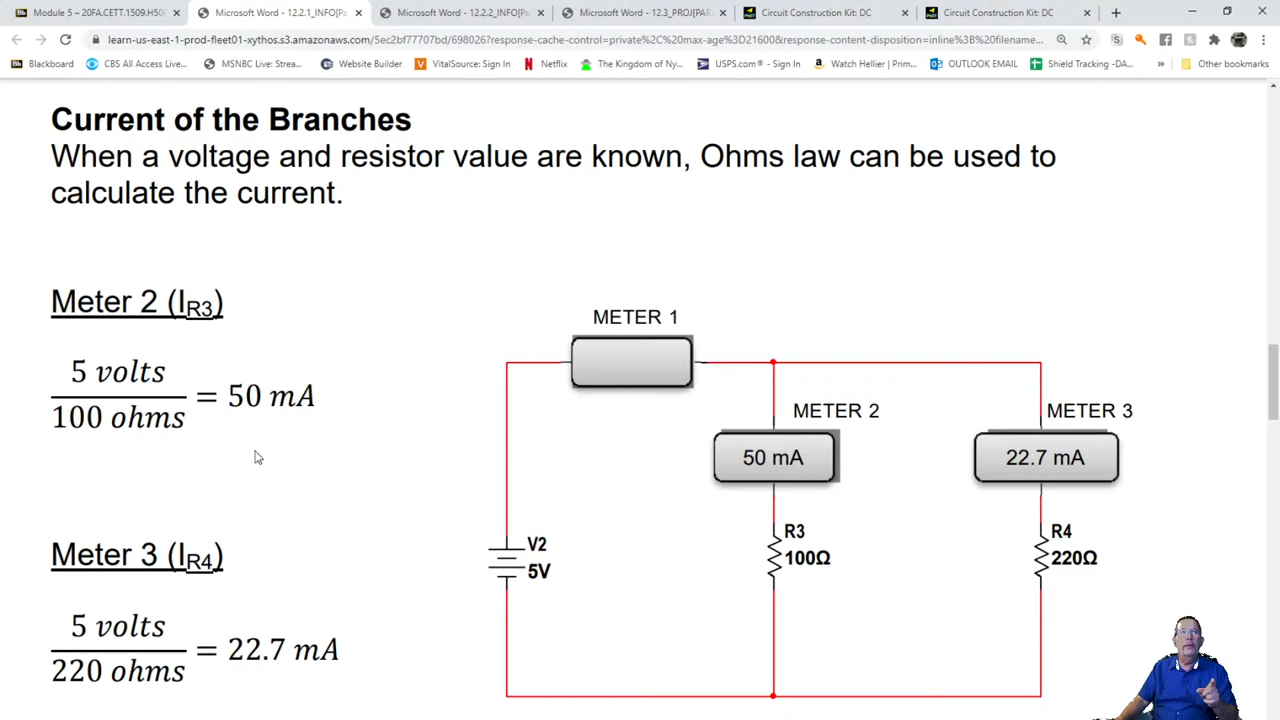 Module 5 – 20FA.CETT.1509.H50
Microsoft Word - 12.2.1_INFO[Pa
Microsoft Word - 12.2.2_INFO[Pa
Microsoft Word - 12.3_PROJ[PAR
Circuit Construction Kit: DC
Circuit Construction Kit: DC
learn-us-east-1-prod-fleet01-xythos.s3.amazonaws.com/5ec2bf77707bd/698026?response-cache-control=private%2C%20max-age%3D21600&response-content-disposition=inline%3B%20filename...
Blackboard
CBS All Access Live...
MSNBC Live: Strea...
Website Builder
VitalSource: Sign In
Netflix
The Kingdom of Ny...
USPS.com® - Sign In
Watch Hellier | Prim...
OUTLOOK EMAIL
Shield Tracking -DA...
»
Other bookmarks
Current of the Branches
When a voltage and resistor value are known, Ohms law can be used to
calculate the current.
Meter 2 (IR3)
5 volts
100 ohms
= 50 mA
Meter 3 (IR4)
5 volts
220 ohms
= 22.7 mA
METER 1
METER 2
METER 3
50 mA
22.7 mA
R3
100Ω
R4
220Ω
V2
5V